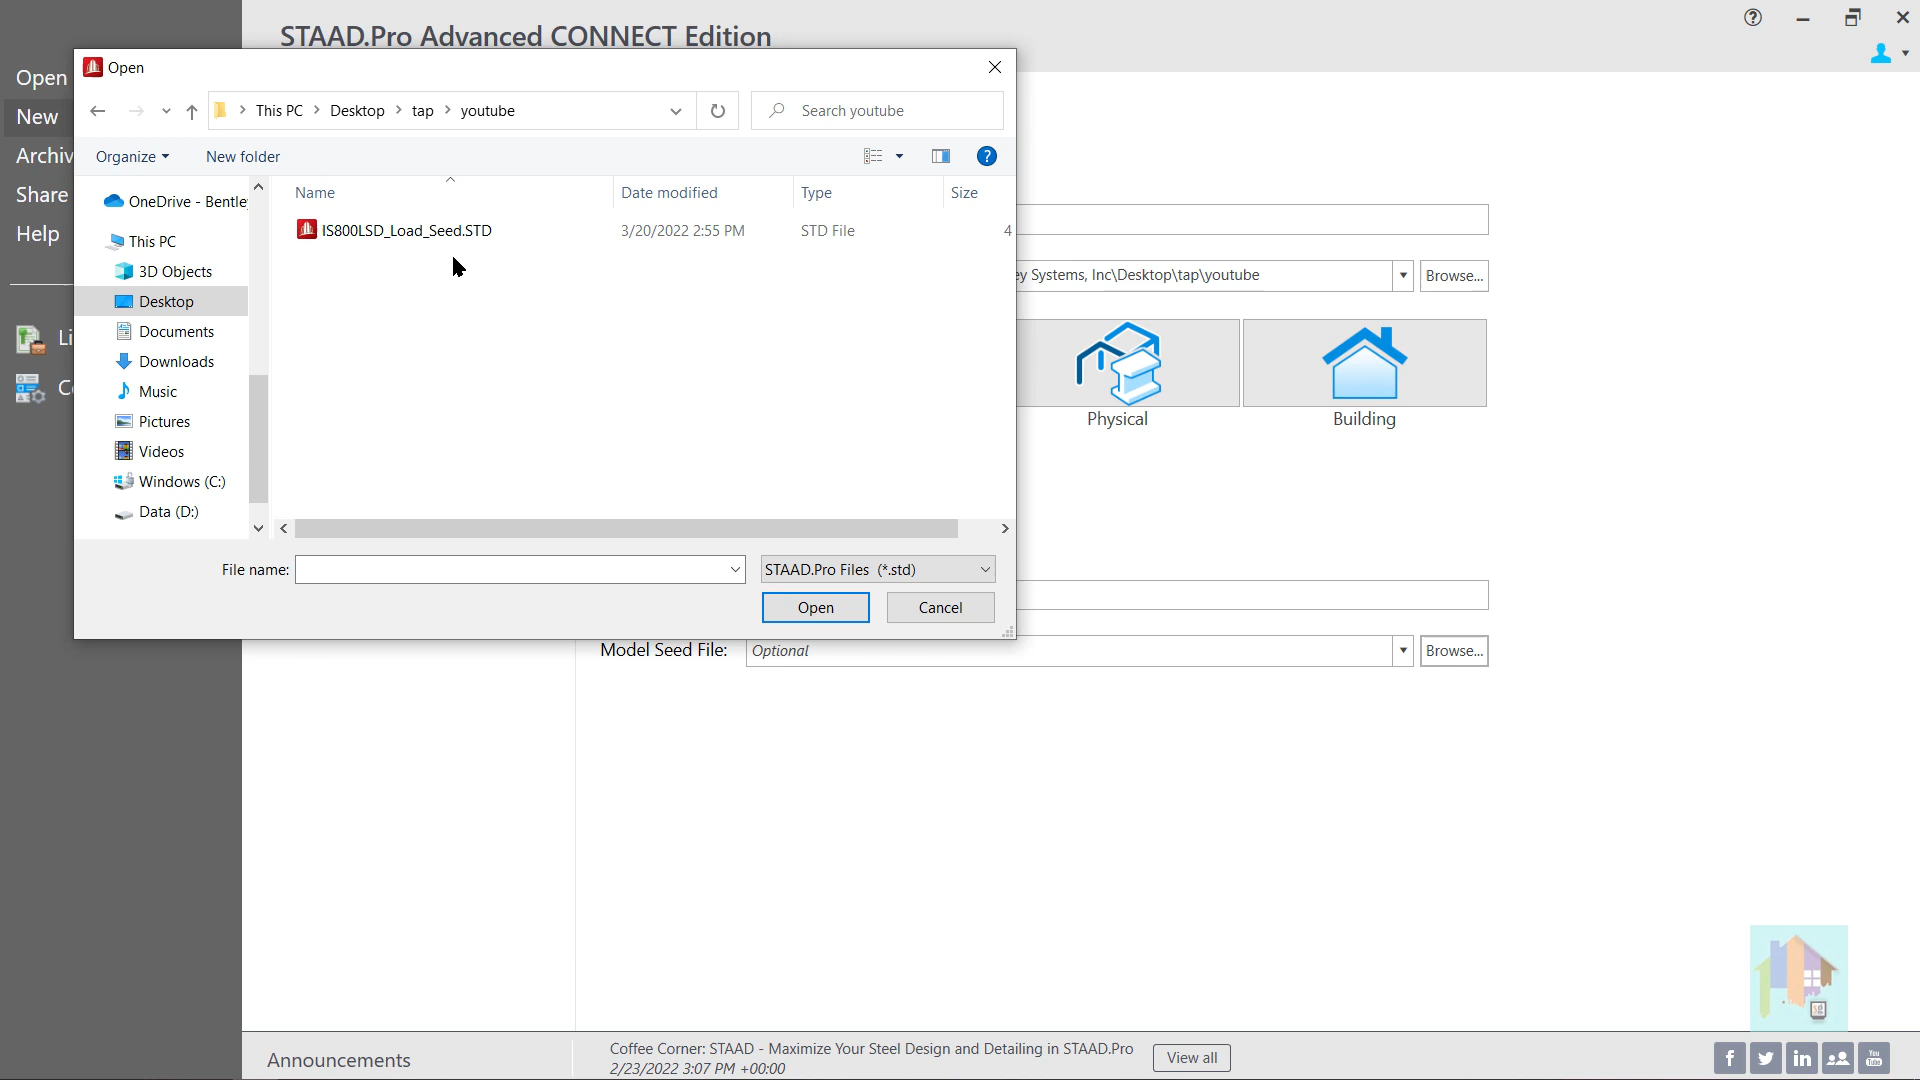 STAAD.Pro Advanced CONNECT Edition
Open
New
Archiv
Share
Help
Li
Open
This PC
Desktop
tap
youtube
Search youtube
Organize
New folder
Name
Date modified
Type
Size
OneDrive - Bentle
This PC
3D Objects
Desktop
Documents
Downloads
Music
Pictures
Videos
Windows (C:)
Data (D:)
IS800LSD_Load_Seed.STD
3/20/2022 2:55 PM
STD File
4
File name:
STAAD.Pro Files (*.std)
Open
Cancel
ey Systems, Inc\Desktop\tap\youtube
Browse...
Physical
Building
Model Seed File:
Optional
Browse...
Announcements
Coffee Corner: STAAD - Maximize Your Steel Design and Detailing in STAAD.Pro
2/23/2022 3:07 PM +00:00
View all
You
Tube